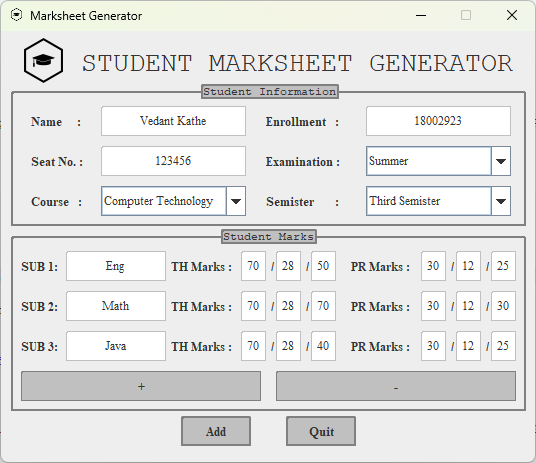 Marksheet Generator
STUDENT MARKSHEET GENERATOR
Student Information
Name : Vedant Kathe Enrollment : 18002923
Seat No. : 123456 Examination : Summer
Course : Computer Technology Semister : Third Semister
Student Marks
SUB 1: Eng TH Marks : 70 / 28 / 50 PR Marks : 30 / 12 / 25
SUB 2: Math TH Marks : 70 / 28 / 70 PR Marks : 30 / 12 / 30
SUB 3: Java TH Marks : 70 / 28 / 40 PR Marks : 30 / 12 / 25
+ -
Add Quit